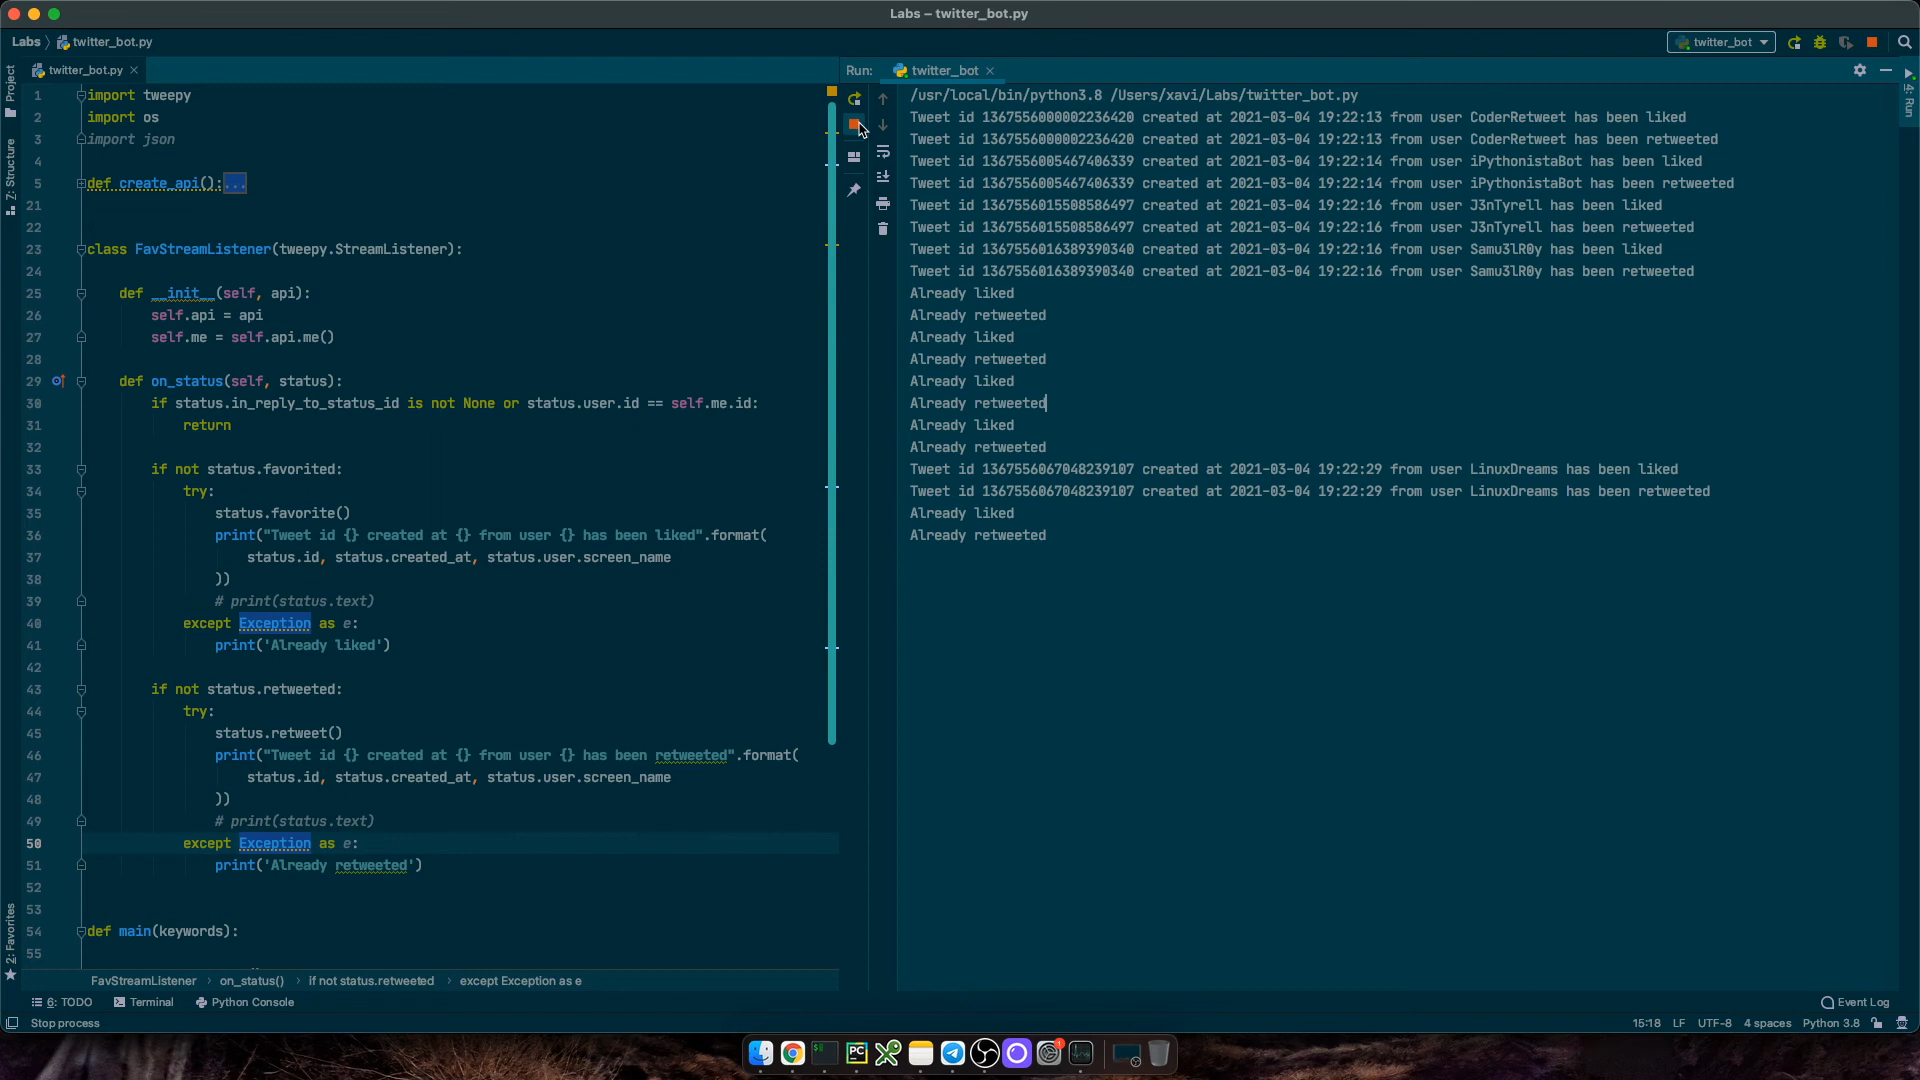 Labs – twitter_bot.py
Labs
twitter_bot.py
twitter_bot
Project
twitter_bot.py
Run:
twitter_bot
4: Run
7: Structure
2: Favorites
1 import tweepy
2 import os
3 import json
4
5 def create_api():...
21
22
23 class FavStreamListener(tweepy.StreamListener):
24
25 def __init__(self, api):
26 self.api = api
27 self.me = self.api.me()
28
29 def on_status(self, status):
30 if status.in_reply_to_status_id is not None or status.user.id == self.me.id:
31 return
32
33 if not status.favorited:
34 try:
35 status.favorite()
36 print("Tweet id {} created at {} from user {} has been liked".format(
37 status.id, status.created_at, status.user.screen_name
38 ))
39 # print(status.text)
40 except Exception as e:
41 print('Already liked')
42
43 if not status.retweeted:
44 try:
45 status.retweet()
46 print("Tweet id {} created at {} from user {} has been retweeted".format(
47 status.id, status.created_at, status.user.screen_name
48 ))
49 # print(status.text)
50 except Exception as e:
51 print('Already retweeted')
52
53
54 def main(keywords):
55
/usr/local/bin/python3.8 /Users/xavi/Labs/twitter_bot.py
Tweet id 1367556000002236420 created at 2021-03-04 19:22:13 from user CoderRetweet has been liked
Tweet id 1367556000002236420 created at 2021-03-04 19:22:13 from user CoderRetweet has been retweeted
Tweet id 1367556005467406339 created at 2021-03-04 19:22:14 from user iPythonistaBot has been liked
Tweet id 1367556005467406339 created at 2021-03-04 19:22:14 from user iPythonistaBot has been retweeted
Tweet id 1367556015508586497 created at 2021-03-04 19:22:16 from user J3nTyrell has been liked
Tweet id 1367556015508586497 created at 2021-03-04 19:22:16 from user J3nTyrell has been retweeted
Tweet id 1367556016389390340 created at 2021-03-04 19:22:16 from user Samu3lR0y has been liked
Tweet id 1367556016389390340 created at 2021-03-04 19:22:16 from user Samu3lR0y has been retweeted
Already liked
Already retweeted
Already liked
Already retweeted
Already liked
Already retweeted
Already liked
Already retweeted
Tweet id 1367556067048239107 created at 2021-03-04 19:22:29 from user LinuxDreams has been liked
Tweet id 1367556067048239107 created at 2021-03-04 19:22:29 from user LinuxDreams has been retweeted
Already liked
Already retweeted
FavStreamListener › on_status() › if not status.retweeted › except Exception as e
6: TODO
Terminal
Python Console
Event Log
Stop process
15:18 LF UTF-8 4 spaces Python 3.8
PC
1